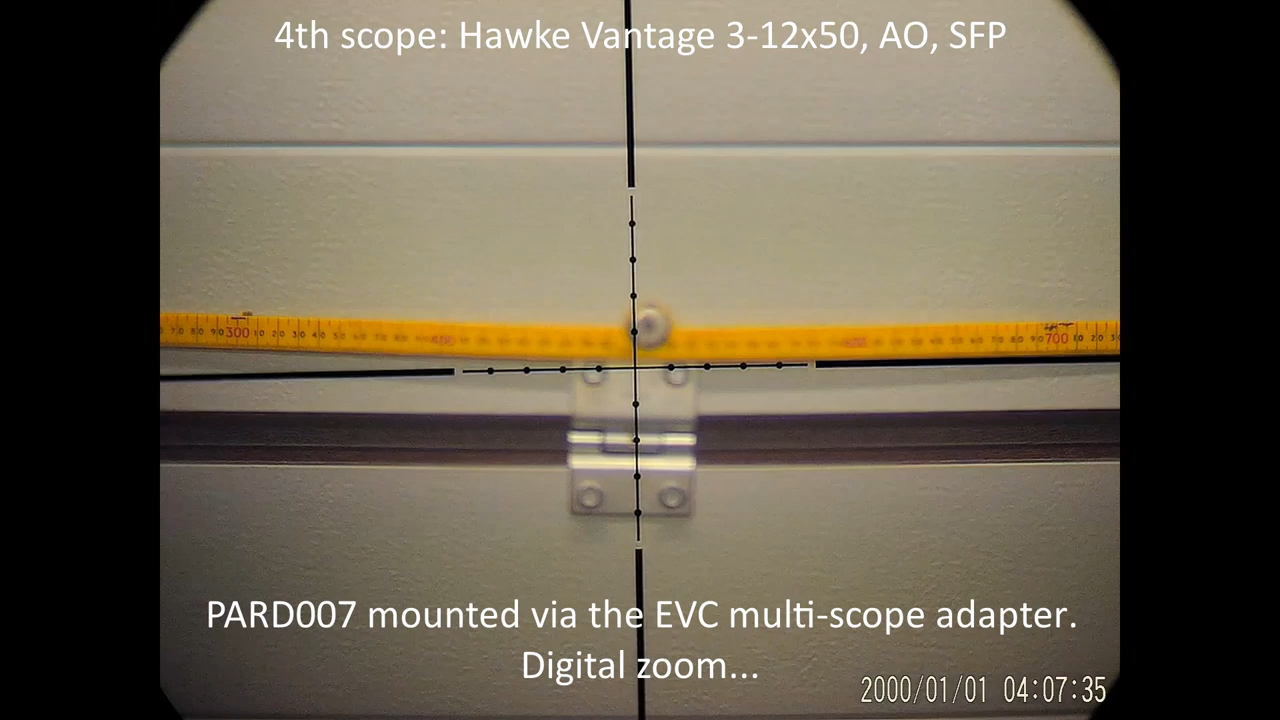 4th scope: Hawke Vantage 3-12x50, AO, SFP
300
700
PARD007 mounted via the EVC multi-scope adapter.
Digital zoom...
2000/01/01 04:07:35